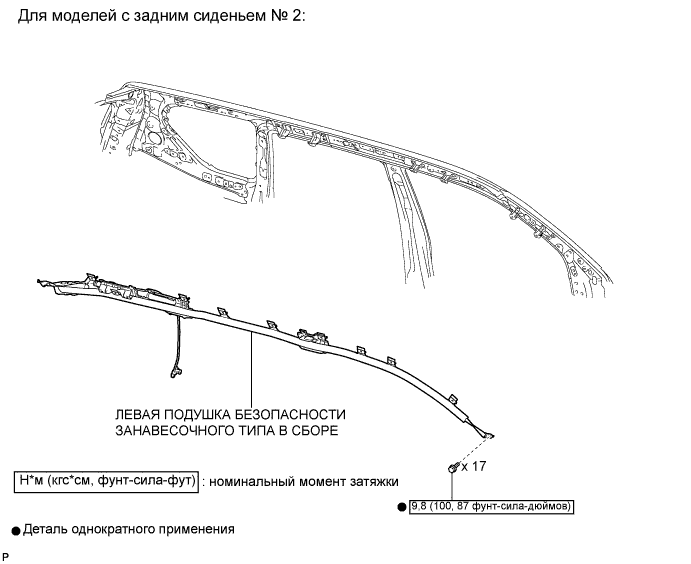 Для моделей с задним сиденьем № 2:
ЛЕВАЯ ПОДУШКА БЕЗОПАСНОСТИ
ЗАНАВЕСОЧНОГО ТИПА В СБОРЕ
x 17
Н*м (кгс*см, фунт-сила-фут) : номинальный момент затяжки
● 9,8 (100, 87 фунт-сила-дюймов)
● Деталь однократного применения
P